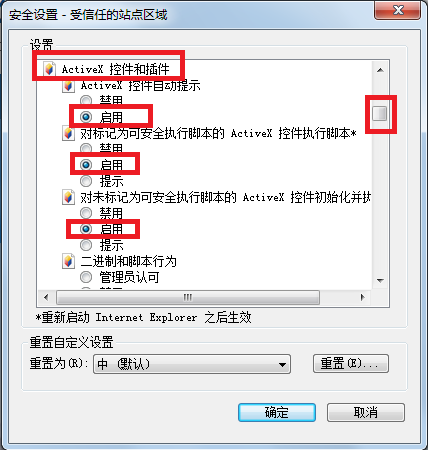 安全设置 - 受信任的站点区域
设置
ActiveX 控件和插件
ActiveX 控件自动提示
禁用
启用
对标记为可安全执行脚本的 ActiveX 控件执行脚本*
禁用
启用
提示
对未标记为可安全执行脚本的 ActiveX 控件初始化并执
禁用
启用
提示
二进制和脚本行为
管理员认可
*重新启动 Internet Explorer 之后生效
重置自定义设置
重置为(R): 中 (默认) 重置(E)...
确定 取消